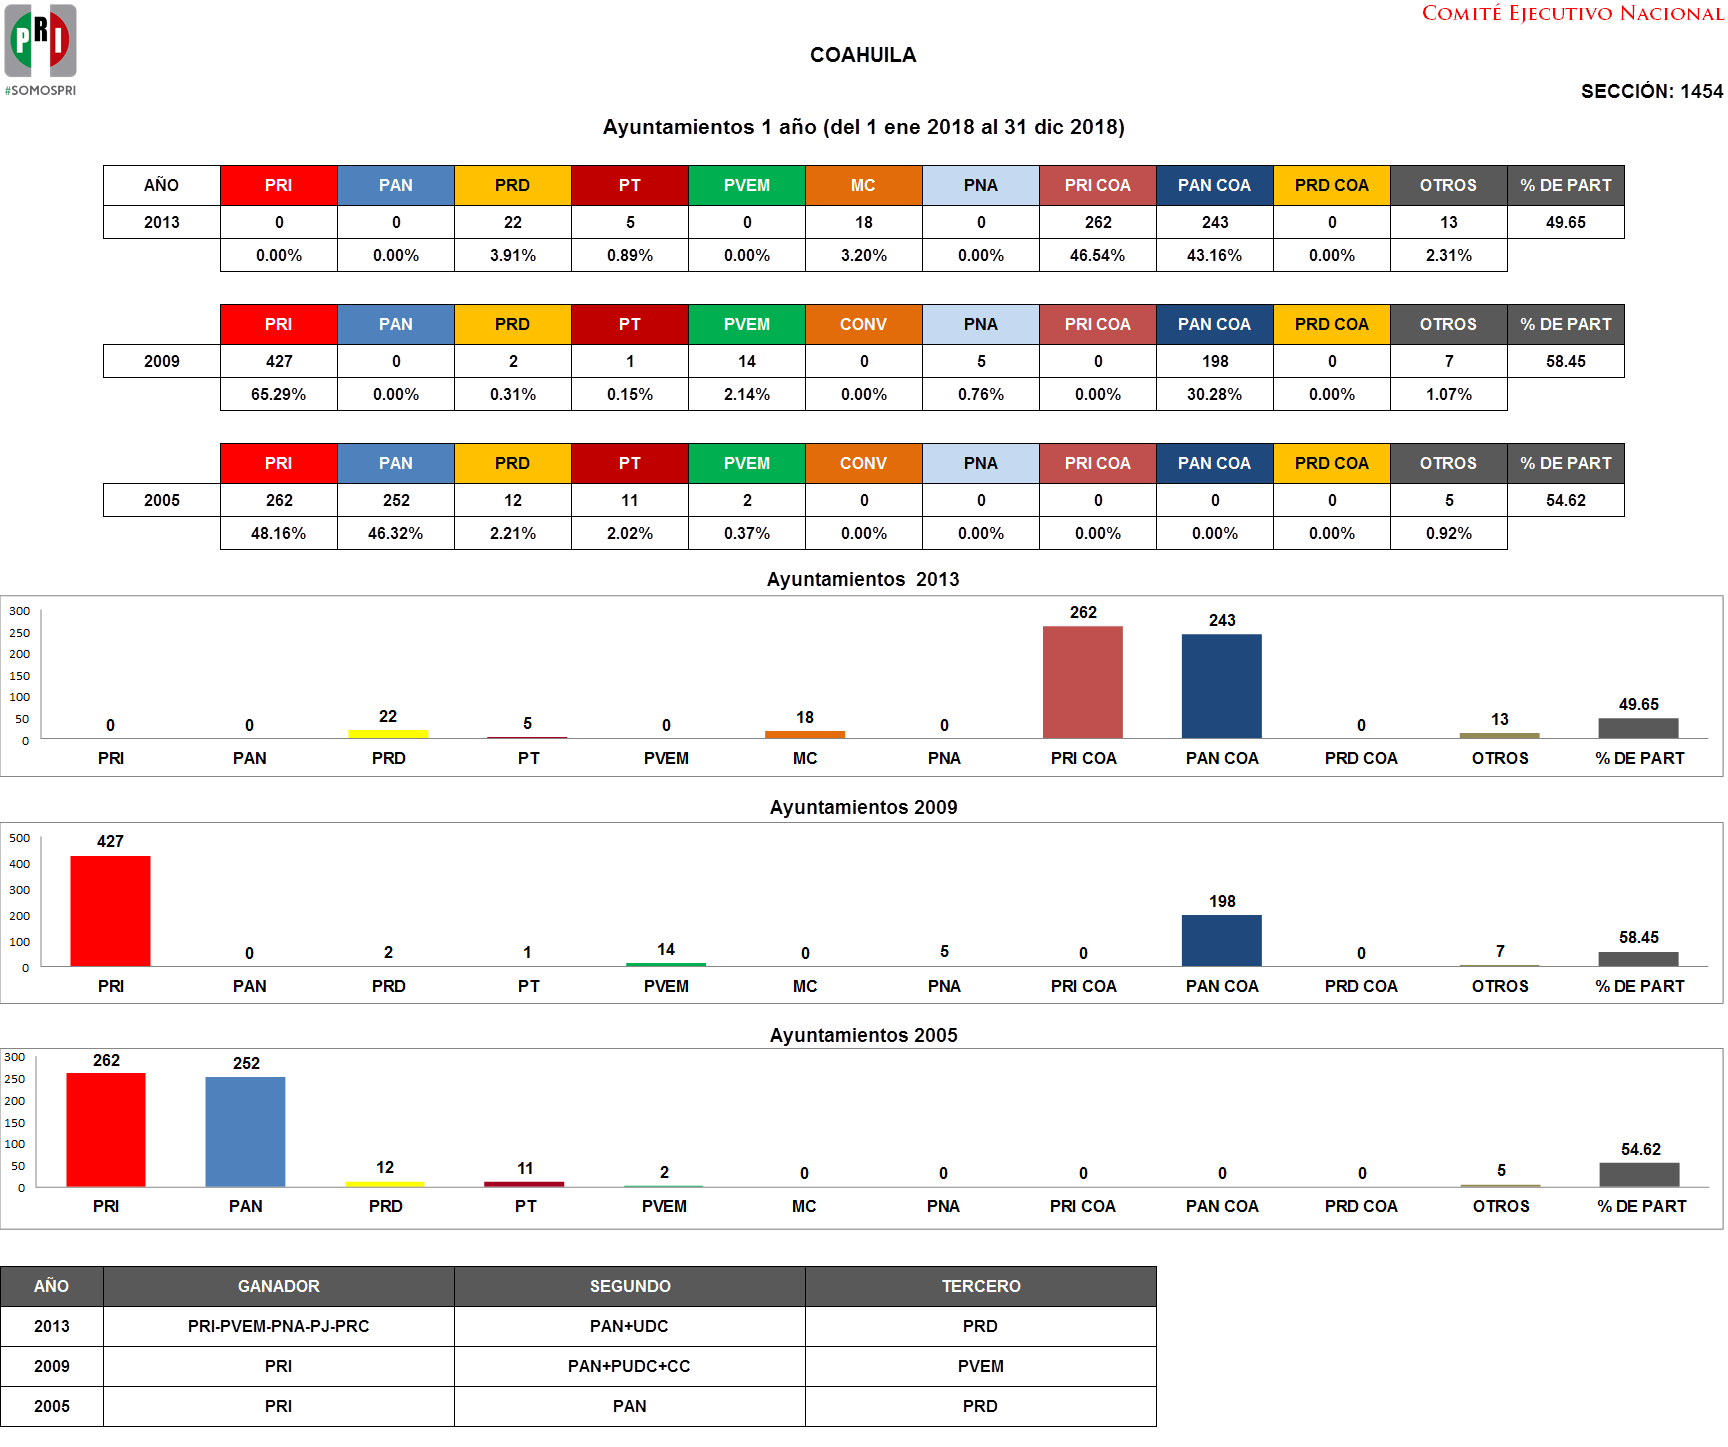 PRI
#SOMOSPRI
COMITÉ EJECUTIVO NACIONAL
COAHUILA
SECCIÓN: 1454
Ayuntamientos 1 año (del 1 ene 2018 al 31 dic 2018)
AÑO PRI PAN PRD PT PVEM MC PNA PRI COA PAN COA PRD COA OTROS % DE PART
2013 0 0 22 5 0 18 0 262 243 0 13 49.65
0.00% 0.00% 3.91% 0.89% 0.00% 3.20% 0.00% 46.54% 43.16% 0.00% 2.31%
PRI PAN PRD PT PVEM CONV PNA PRI COA PAN COA PRD COA OTROS % DE PART
2009 427 0 2 1 14 0 5 0 198 0 7 58.45
65.29% 0.00% 0.31% 0.15% 2.14% 0.00% 0.76% 0.00% 30.28% 0.00% 1.07%
PRI PAN PRD PT PVEM CONV PNA PRI COA PAN COA PRD COA OTROS % DE PART
2005 262 252 12 11 2 0 0 0 0 0 5 54.62
48.16% 46.32% 2.21% 2.02% 0.37% 0.00% 0.00% 0.00% 0.00% 0.00% 0.92%
Ayuntamientos 2013
300
250
200
150
100
50
0
0 0 22 5 0 18 0 262 243 0 13 49.65
PRI PAN PRD PT PVEM MC PNA PRI COA PAN COA PRD COA OTROS % DE PART
Ayuntamientos 2009
500
400
300
200
100
0
427 0 2 1 14 0 5 0 198 0 7 58.45
PRI PAN PRD PT PVEM MC PNA PRI COA PAN COA PRD COA OTROS % DE PART
Ayuntamientos 2005
300
250
200
150
100
50
0
262 252 12 11 2 0 0 0 0 0 5 54.62
PRI PAN PRD PT PVEM MC PNA PRI COA PAN COA PRD COA OTROS % DE PART
AÑO GANADOR SEGUNDO TERCERO
2013 PRI-PVEM-PNA-PJ-PRC PAN+UDC PRD
2009 PRI PAN+PUDC+CC PVEM
2005 PRI PAN PRD